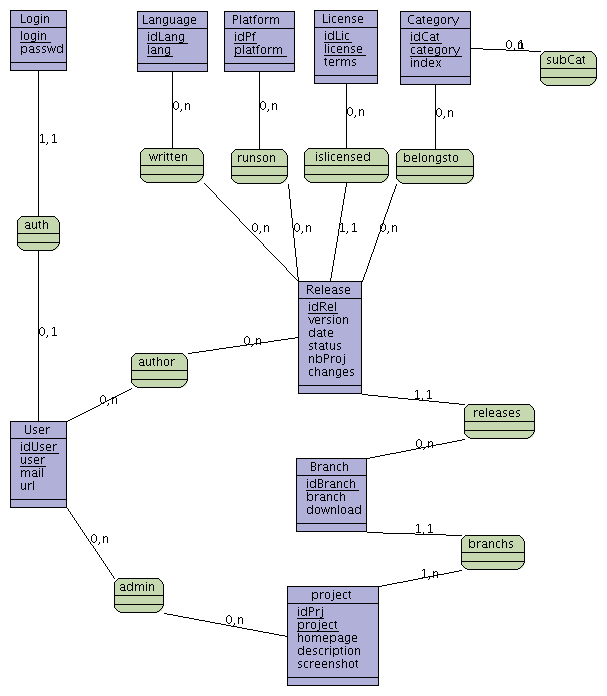 Login
login
passwd
Language
idLang
lang
Platform
idPf
platform
License
idLic
license
terms
Category
idCat
category
index
subCat
1,1
0,n
0,n
0,n
0,n
written
runson
islicensed
belongsto
auth
0,n
0,n
1,1
0,n
Release
idRel
version
date
status
nbProj
changes
0,1
0,n
author
0,n
1,1
releases
User
idUser
user
mail
url
0,n
Branch
idBranch
branch
download
1,1
branchs
0,n
1,n
admin
0,n
project
idPrj
project
homepage
description
screenshot